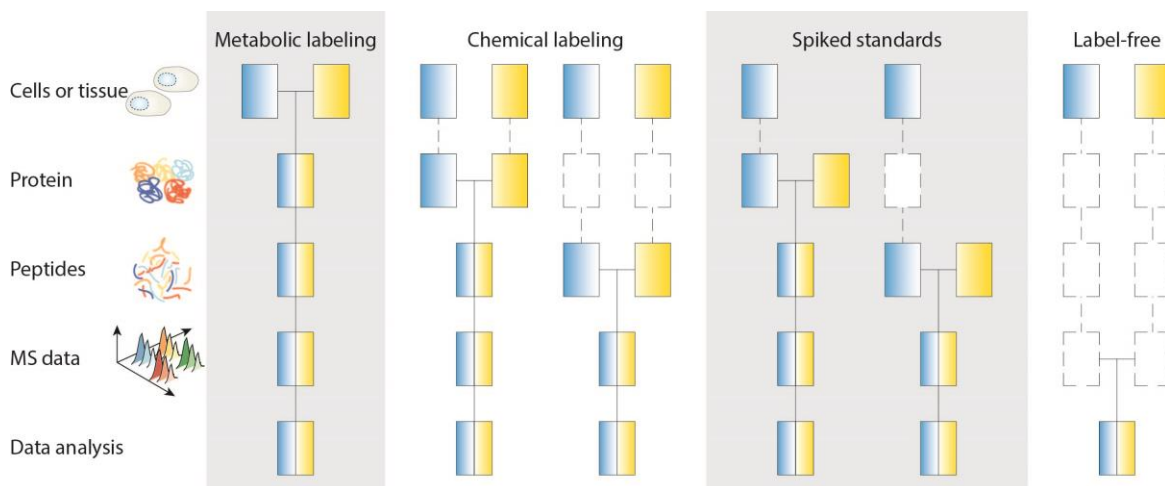 Metabolic labeling
Chemical labeling
Spiked standards
Label-free
Cells or tissue
Protein
Peptides
MS data
Data analysis